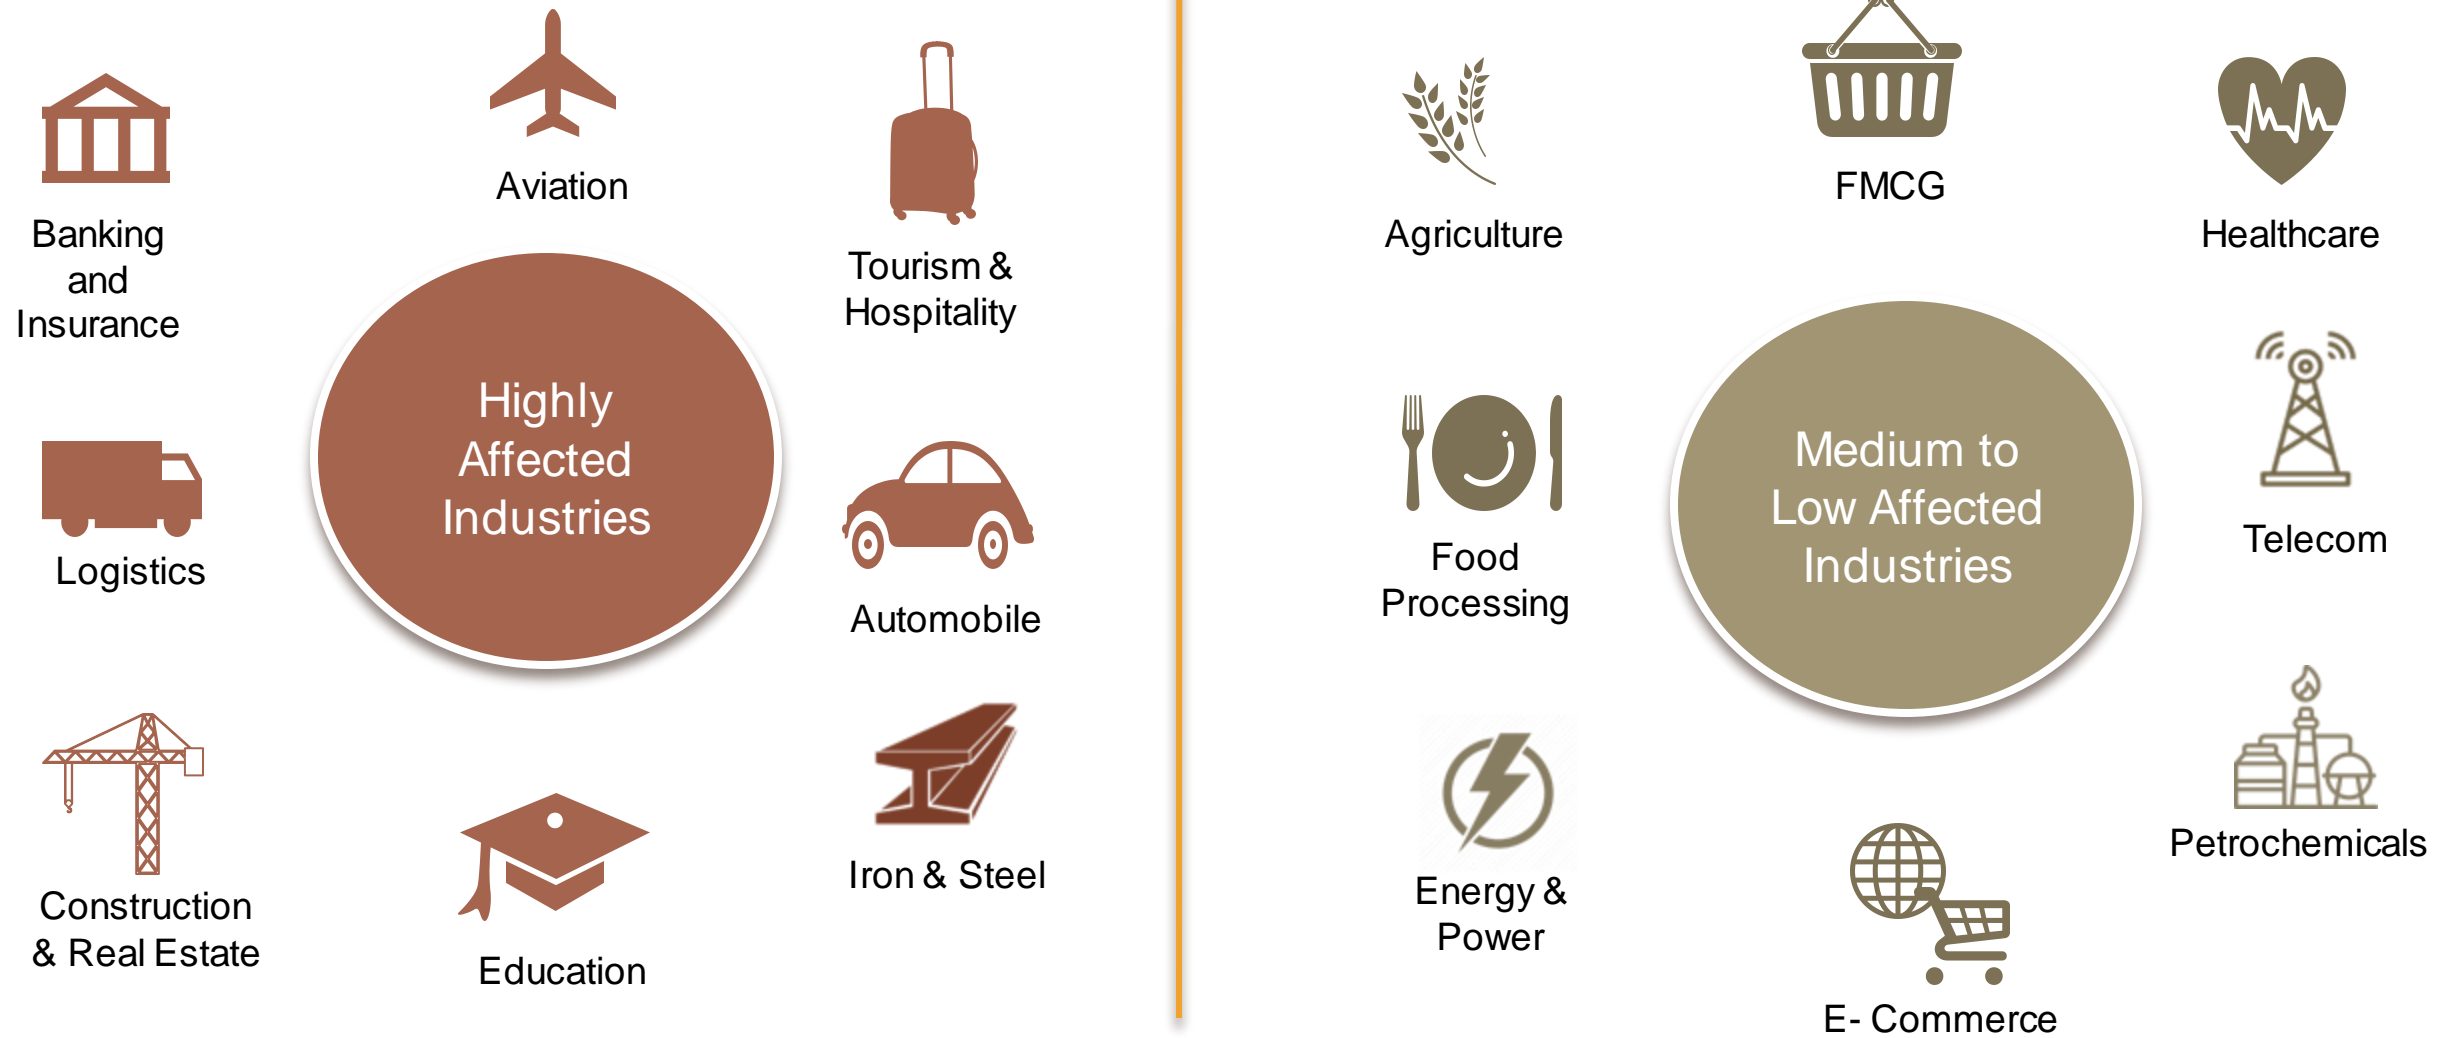 Aviation
Banking
and
Insurance
Tourism &
Hospitality
Highly
Affected
Industries
Logistics
Automobile
Construction
& Real Estate
Education
Iron & Steel
FMCG
Agriculture
Healthcare
Medium to
Low Affected
Industries
Telecom
Food
Processing
Petrochemicals
Energy &
Power
E- Commerce